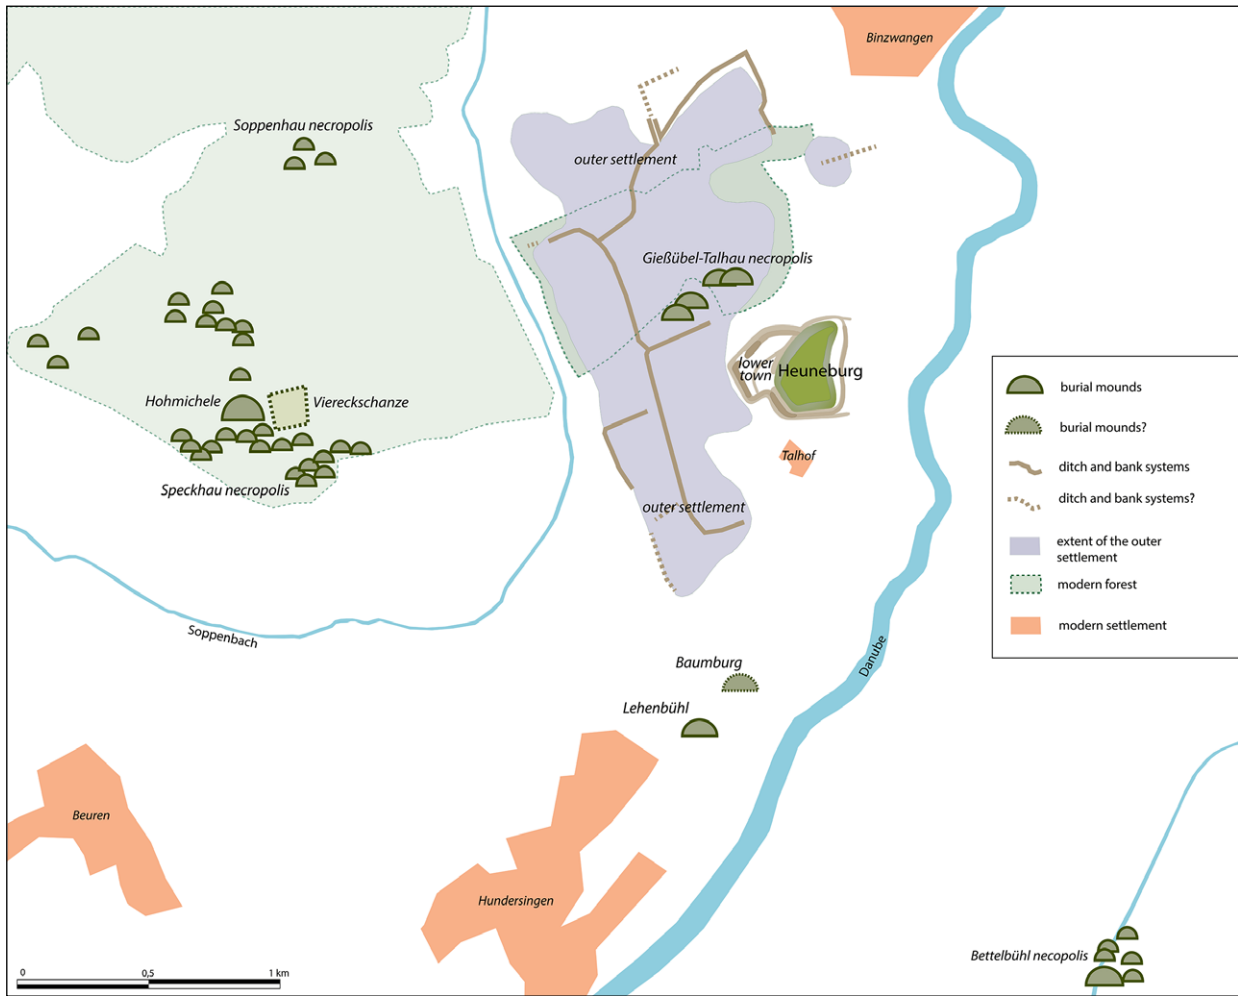 Binzwangen
Soppenhau necropolis
outer settlement
Gießübel-Talhau necropolis
lower
town
Heuneburg
Hohmichele
Viereckschanze
Speckhau necropolis
Talhof
outer settlement
Soppenbach
Danube
Baumburg
Lehenbühl
Beuren
Hundersingen
Bettelbühl necopolis
burial mounds
burial mounds?
ditch and bank systems
ditch and bank systems?
extent of the outer
settlement
modern forest
modern settlement
0 0,5 1 km